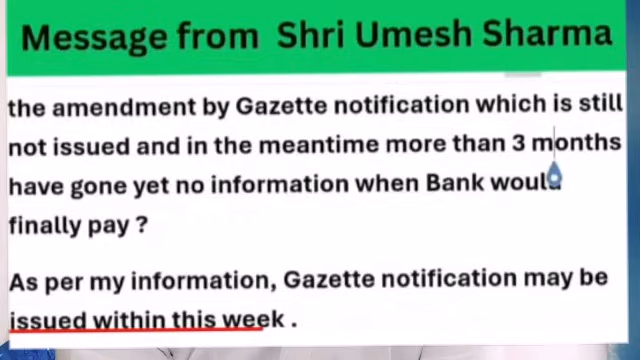 Message from Shri Umesh Sharma
the amendment by Gazette notification which is still
not issued and in the meantime more than 3 months
have gone yet no information when Bank would
finally pay ?
As per my information, Gazette notification may be
issued within this week .